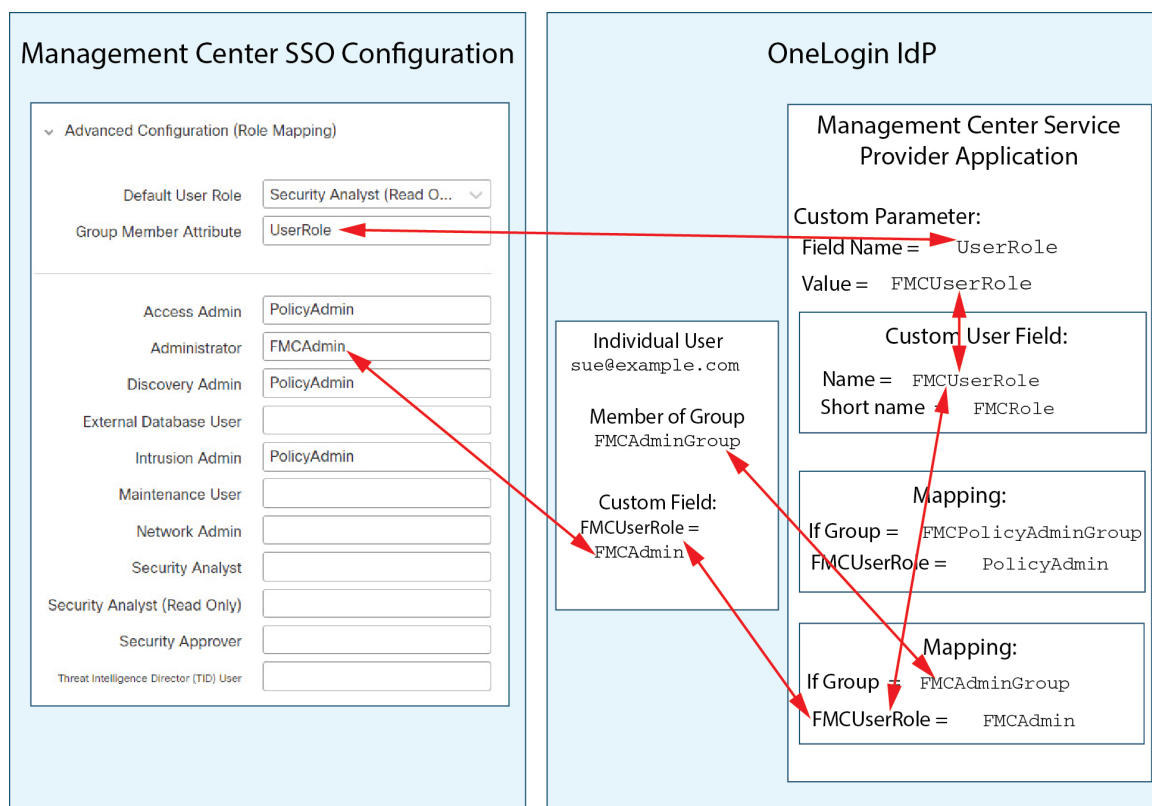 Management Center SSO Configuration
Advanced Configuration (Role Mapping)
Default User Role Security Analyst (Read O...
Group Member Attribute UserRole
Access Admin PolicyAdmin
Administrator FMCAdmin
Discovery Admin PolicyAdmin
External Database User
Intrusion Admin PolicyAdmin
Maintenance User
Network Admin
Security Analyst
Security Analyst (Read Only)
Security Approver
Threat Intelligence Director (TID) User
OneLogin IdP
Individual User
sue@example.com
Member of Group
FMCAdminGroup
Custom Field:
FMCUserRole =
FMCAdmin
Management Center Service
Provider Application
Custom Parameter:
Field Name = UserRole
Value = FMCUserRole
Custom User Field:
Name = FMCUserRole
Short name = FMCRole
Mapping:
If Group = FMCPolicyAdminGroup
FMCUserRole = PolicyAdmin
Mapping:
If Group = FMCAdminGroup
FMCUserRole = FMCAdmin